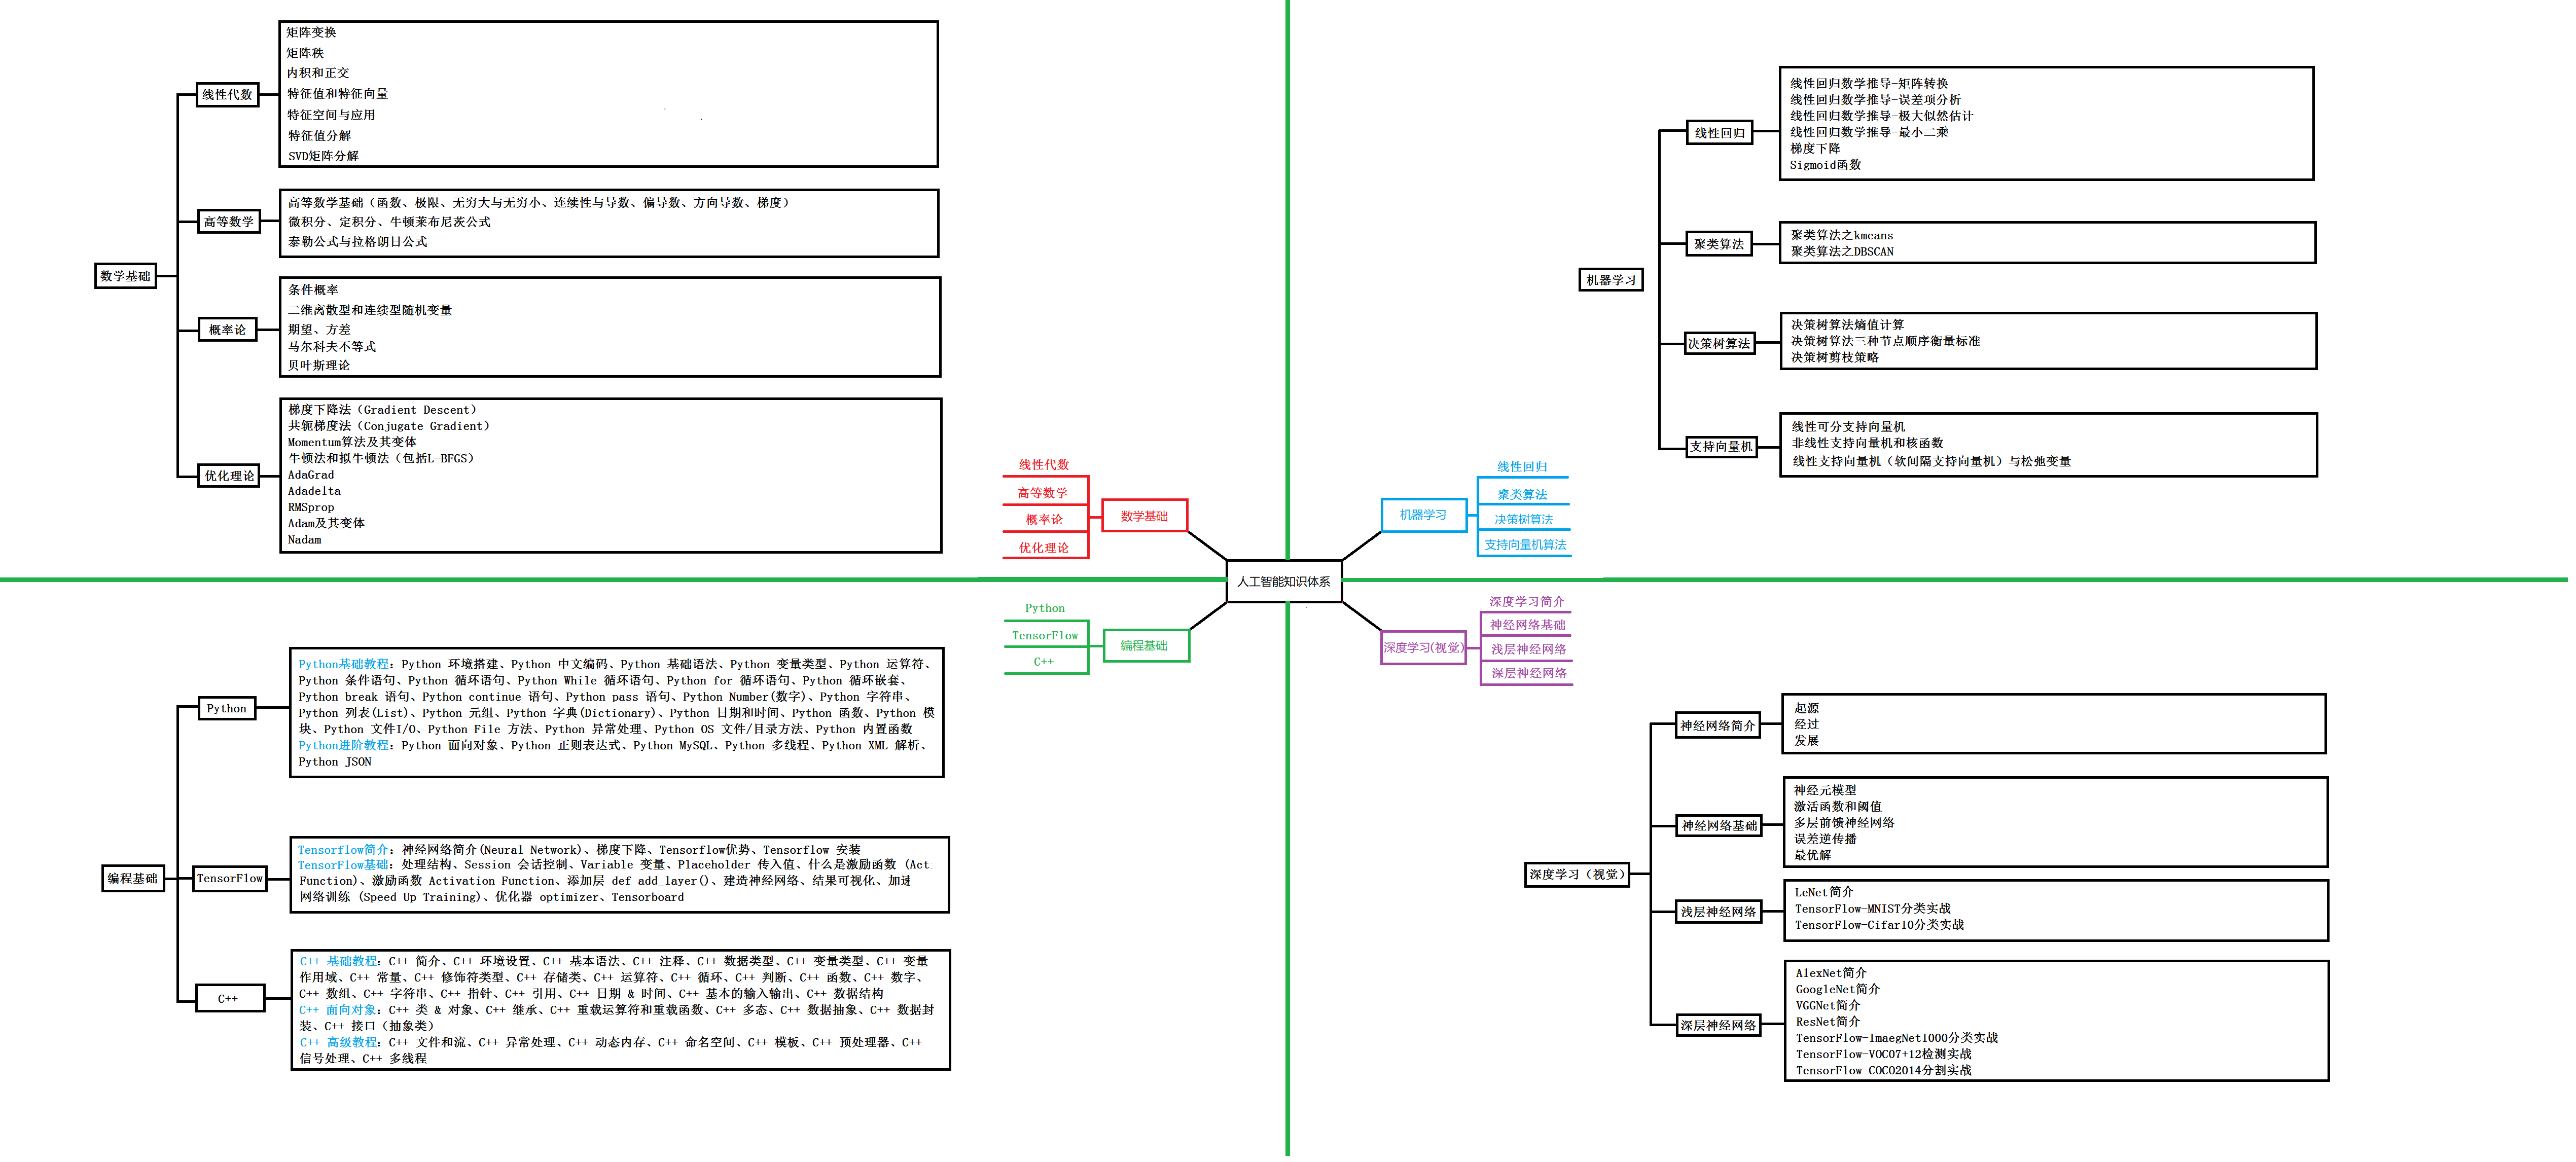 矩阵变换
矩阵秩
内积和正交
特征值和特征向量
特征空间与应用
特征值分解
SVD矩阵分解
线性代数
高等数学基础（函数、极限、无穷大与无穷小、连续性与导数、偏导数、方向导数、梯度）
微积分、定积分、牛顿莱布尼茨公式
泰勒公式与拉格朗日公式
高等数学
数学基础
条件概率
二维离散型和连续型随机变量
期望、方差
马尔科夫不等式
贝叶斯理论
概率论
梯度下降法（Gradient Descent）
共轭梯度法（Conjugate Gradient）
Momentum算法及其变体
牛顿法和拟牛顿法（包括L-BFGS）
AdaGrad
Adadelta
RMSprop
Adam及其变体
Nadam
优化理论
线性回归数学推导-矩阵转换
线性回归数学推导-误差项分析
线性回归数学推导-极大似然估计
线性回归数学推导-最小二乘
梯度下降
Sigmoid函数
线性回归
聚类算法之kmeans
聚类算法之DBSCAN
聚类算法
机器学习
决策树算法熵值计算
决策树算法三种节点顺序衡量标准
决策树剪枝策略
决策树算法
线性可分支持向量机
非线性支持向量机和核函数
线性支持向量机（软间隔支持向量机）与松弛变量
支持向量机
线性代数
高等数学
概率论
优化理论
数学基础
机器学习
线性回归
聚类算法
决策树算法
支持向量机算法
人工智能知识体系
Python
TensorFlow
C++
编程基础
深度学习(视觉)
深度学习简介
神经网络基础
浅层神经网络
深层神经网络
Python基础教程：Python 环境搭建、Python 中文编码、Python 基础语法、Python 变量类型、Python 运算符、
Python 条件语句、Python 循环语句、Python While 循环语句、Python for 循环语句、Python 循环嵌套、
Python break 语句、Python continue 语句、Python pass 语句、Python Number(数字)、Python 字符串、
Python 列表(List)、Python 元组、Python 字典(Dictionary)、Python 日期和时间、Python 函数、Python 模
块、Python 文件I/O、Python File 方法、Python 异常处理、Python OS 文件/目录方法、Python 内置函数
Python进阶教程：Python 面向对象、Python 正则表达式、Python MySQL、Python 多线程、Python XML 解析、
Python JSON
Python
Tensorflow简介：神经网络简介(Neural Network)、梯度下降、Tensorflow优势、Tensorflow 安装
TensorFlow基础：处理结构、Session 会话控制、Variable 变量、Placeholder 传入值、什么是激励函数 (Act
Function)、激励函数 Activation Function、添加层 def add_layer()、建造神经网络、结果可视化、加速
网络训练 (Speed Up Training)、优化器 optimizer、Tensorboard
TensorFlow
编程基础
C++ 基础教程：C++ 简介、C++ 环境设置、C++ 基本语法、C++ 注释、C++ 数据类型、C++ 变量类型、C++ 变量
作用域、C++ 常量、C++ 修饰符类型、C++ 存储类、C++ 运算符、C++ 循环、C++ 判断、C++ 函数、C++ 数字、
C++ 数组、C++ 字符串、C++ 指针、C++ 引用、C++ 日期 & 时间、C++ 基本的输入输出、C++ 数据结构
C++ 面向对象：C++ 类 & 对象、C++ 继承、C++ 重载运算符和重载函数、C++ 多态、C++ 数据抽象、C++ 数据封
装、C++ 接口（抽象类）
C++ 高级教程：C++ 文件和流、C++ 异常处理、C++ 动态内存、C++ 命名空间、C++ 模板、C++ 预处理器、C++
信号处理、C++ 多线程
C++
起源
经过
发展
神经网络简介
神经元模型
激活函数和阈值
多层前馈神经网络
误差逆传播
最优解
神经网络基础
深度学习（视觉）
LeNet简介
TensorFlow-MNIST分类实战
TensorFlow-Cifar10分类实战
浅层神经网络
AlexNet简介
GoogleNet简介
VGGNet简介
ResNet简介
TensorFlow-ImaegNet1000分类实战
TensorFlow-VOC07+12检测实战
TensorFlow-COCO2014分割实战
深层神经网络